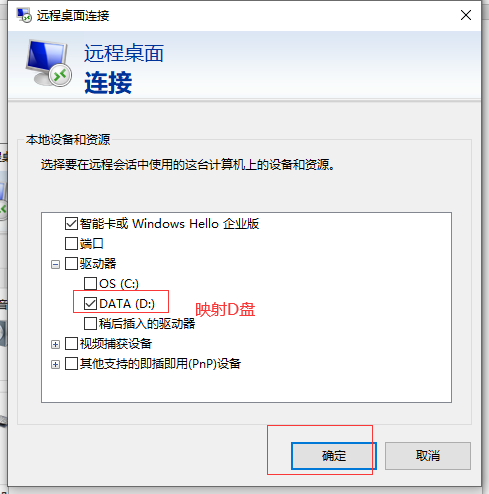 远程桌面连接
远程桌面
连接
本地设备和资源
选择要在远程会话中使用的这台计算机上的设备和资源。
智能卡或 Windows Hello 企业版
端口
驱动器
OS (C:)
DATA (D:)
映射D盘
稍后插入的驱动器
视频捕获设备
其他支持的即插即用(PnP)设备
确定
取消